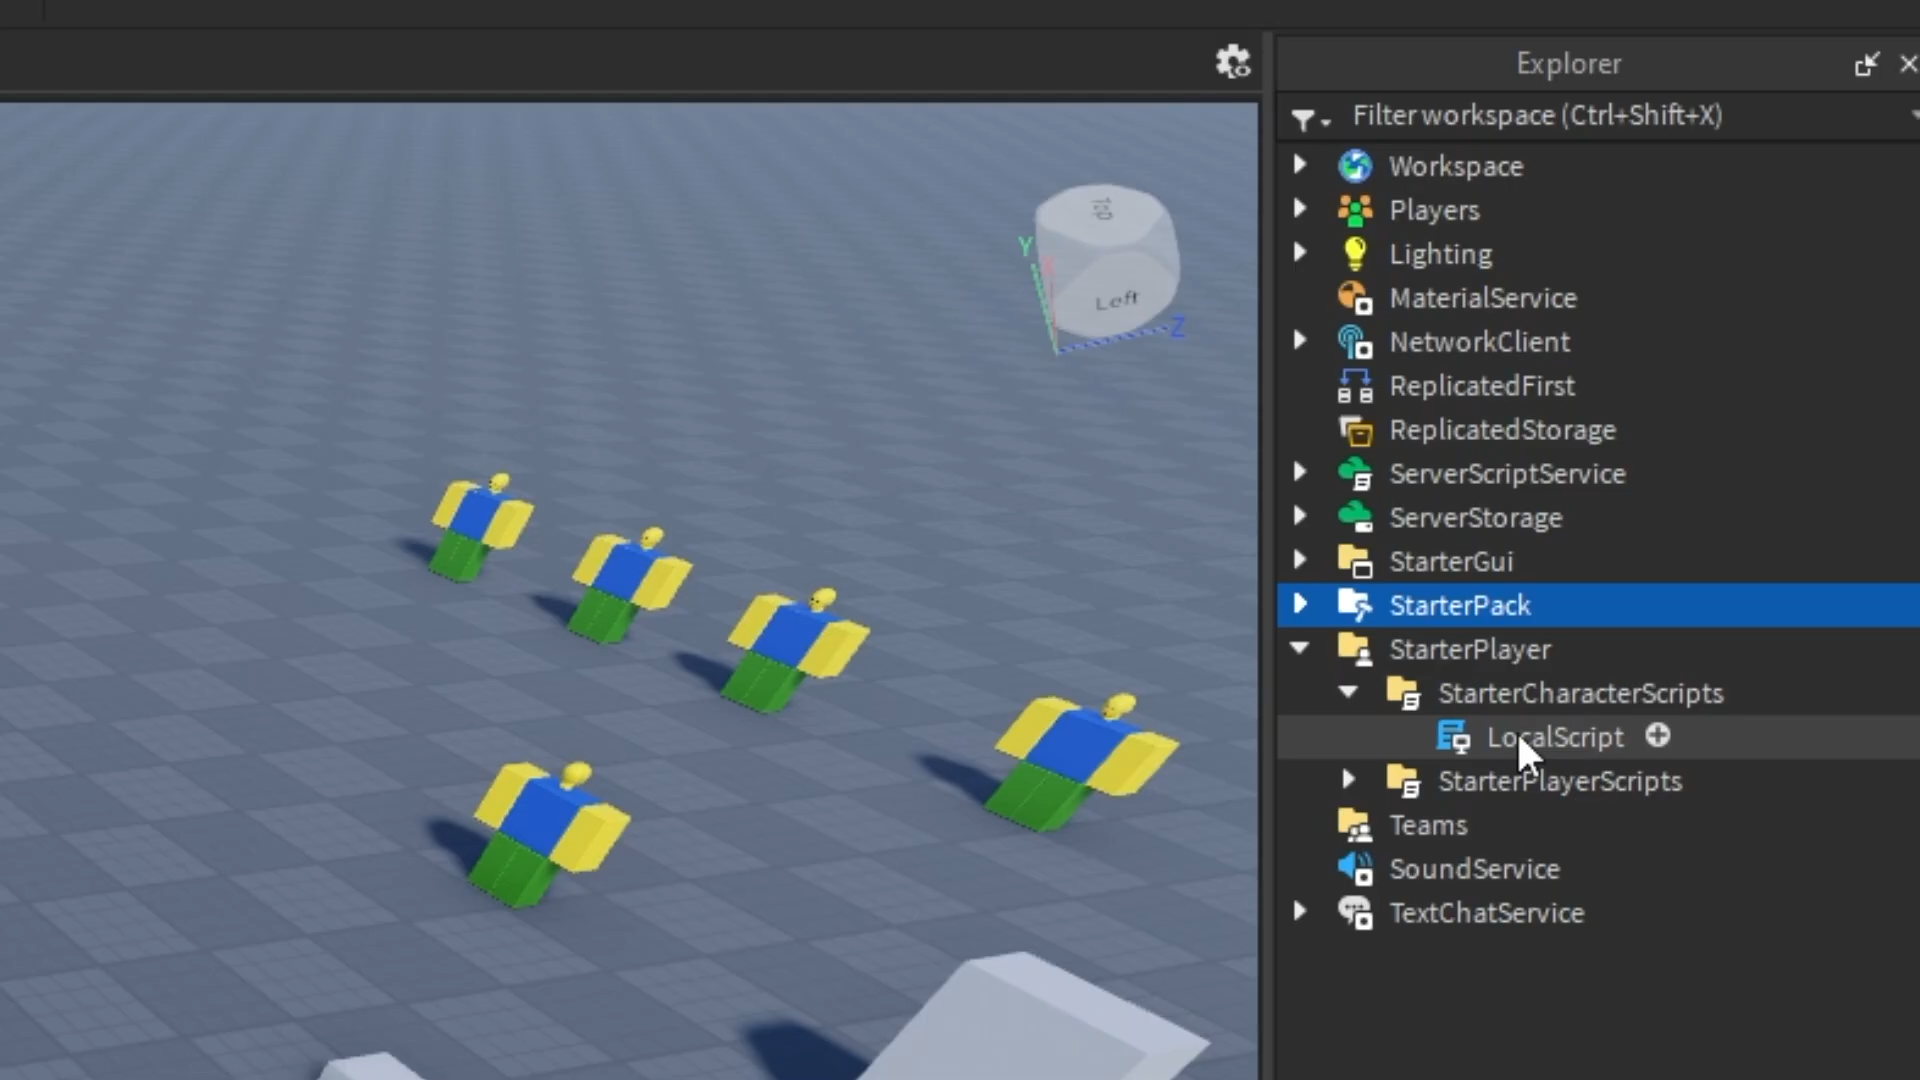 Explorer
Filter workspace (Ctrl+Shift+X)
Workspace
Players
Lighting
MaterialService
NetworkClient
ReplicatedFirst
ReplicatedStorage
ServerScriptService
ServerStorage
StarterGui
StarterPack
StarterPlayer
StarterCharacterScripts
LocalScript
StarterPlayerScripts
Teams
SoundService
TextChatService
Top
Y
Left
Z